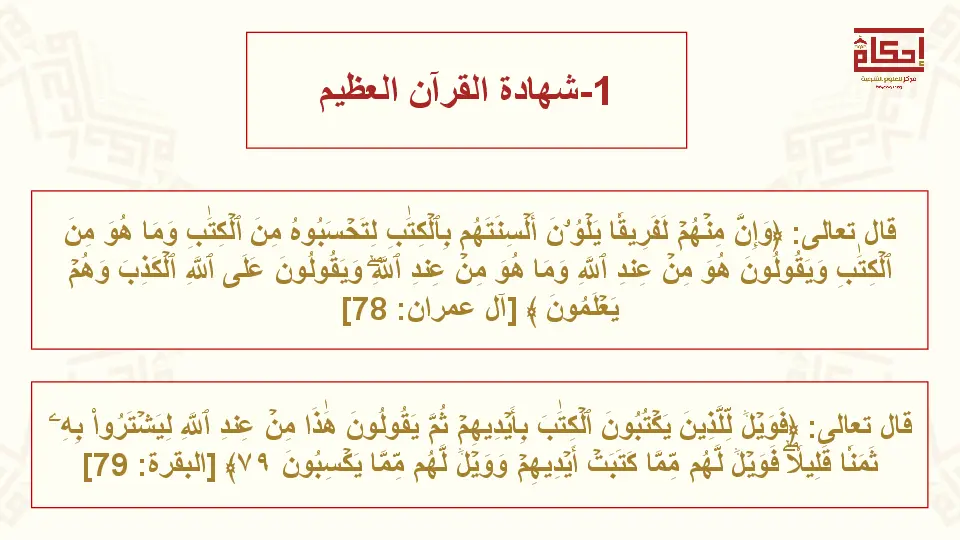 إحكام
مركز للعلوم الشرعية
1-شهادة القرآن العظيم
قال تعالى: ﴿وَإِنَّ مِنۡهُمۡ لَفَرِيقٗا يَلۡوُۥنَ أَلۡسِنَتَهُم بِٱلۡكِتَٰبِ لِتَحۡسَبُوهُ مِنَ ٱلۡكِتَٰبِ وَمَا هُوَ مِنَ
ٱلۡكِتَٰبِ وَيَقُولُونَ هُوَ مِنۡ عِندِ ٱللَّهِ وَمَا هُوَ مِنۡ عِندِ ٱللَّهِۖ وَيَقُولُونَ عَلَى ٱللَّهِ ٱلۡكَذِبَ وَهُمۡ
يَعۡلَمُونَ ﴾ [آل عمران: 78]
قال تعالى: ﴿فَوَيۡلٞ لِّلَّذِينَ يَكۡتُبُونَ ٱلۡكِتَٰبَ بِأَيۡدِيهِمۡ ثُمَّ يَقُولُونَ هَٰذَا مِنۡ عِندِ ٱللَّهِ لِيَشۡتَرُواْ بِهِۦ
ثَمَنٗا قَلِيلٗاۖ فَوَيۡلٞ لَّهُم مِّمَّا كَتَبَتۡ أَيۡدِيهِمۡ وَوَيۡلٞ لَّهُم مِّمَّا يَكۡسِبُونَ ٧٩﴾ [البقرة: 79]